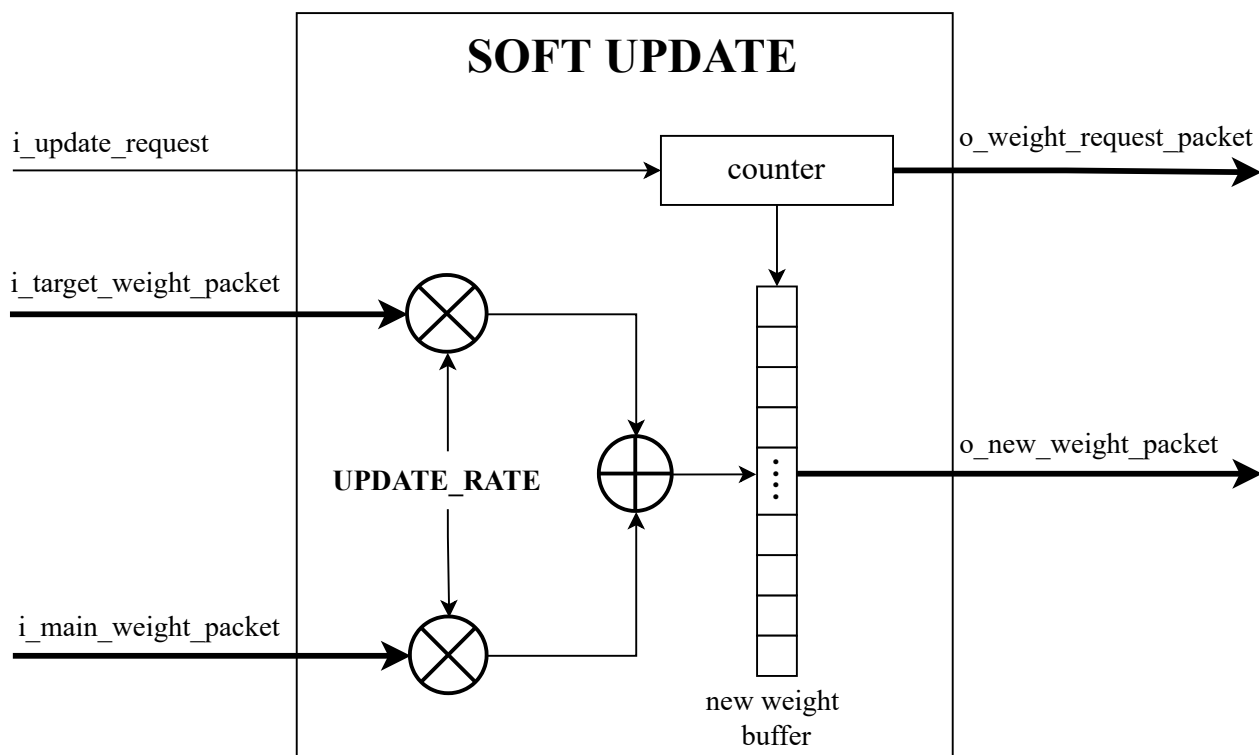 SOFT UPDATE
i_update_request
counter
o_weight_request_packet
i_target_weight_packet
o_new_weight_packet
UPDATE_RATE
i_main_weight_packet
new weight
buffer